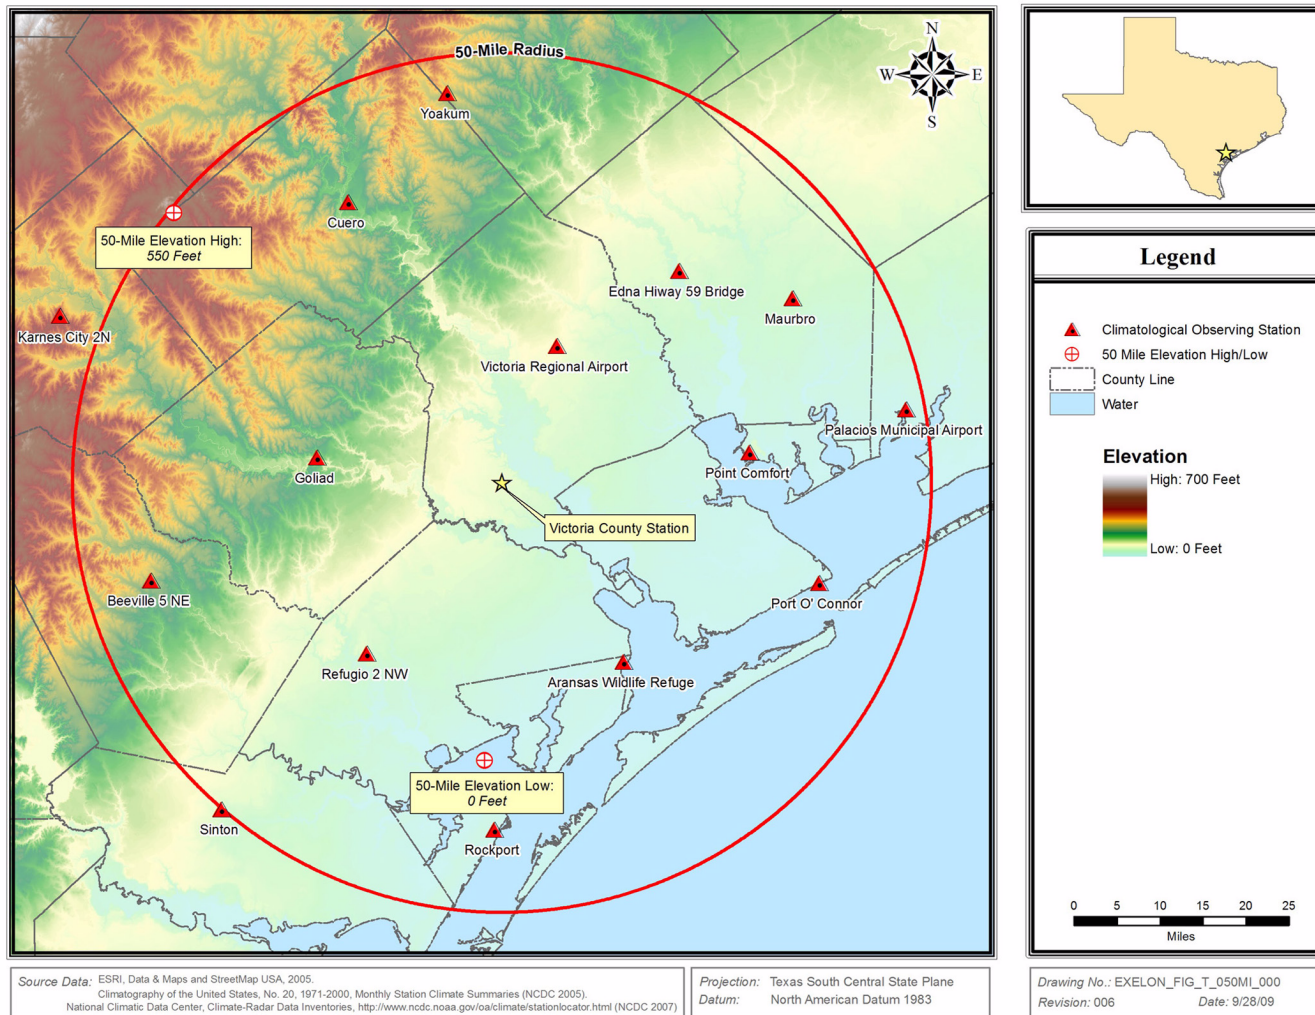 50-Mile Radius
N
W
E
S
Yoakum
Cuero
50-Mile Elevation High:
550 Feet
Edna Hiway 59 Bridge
Maurbro
Karnes City 2N
Victoria Regional Airport
Palacios Municipal Airport
Point Comfort
Goliad
Victoria County Station
Beeville 5 NE
Port O' Connor
Refugio 2 NW
Aransas Wildlife Refuge
50-Mile Elevation Low:
0 Feet
Sinton
Rockport
Legend
Climatological Observing Station
50 Mile Elevation High/Low
County Line
Water
Elevation
High: 700 Feet
Low: 0 Feet
0 5 10 15 20 25
Miles
Source Data: ESRI, Data & Maps and StreetMap USA, 2005.
Climatography of the United States, No. 20, 1971-2000, Monthly Station Climate Summaries (NCDC 2005).
National Climatic Data Center, Climate-Radar Data Inventories, http://www.ncdc.noaa.gov/oa/climate/stationlocator.html (NCDC 2007)
Projection: Texas South Central State Plane
Datum: North American Datum 1983
Drawing No.: EXELON_FIG_T_050MI_000
Revision: 006 Date: 9/28/09